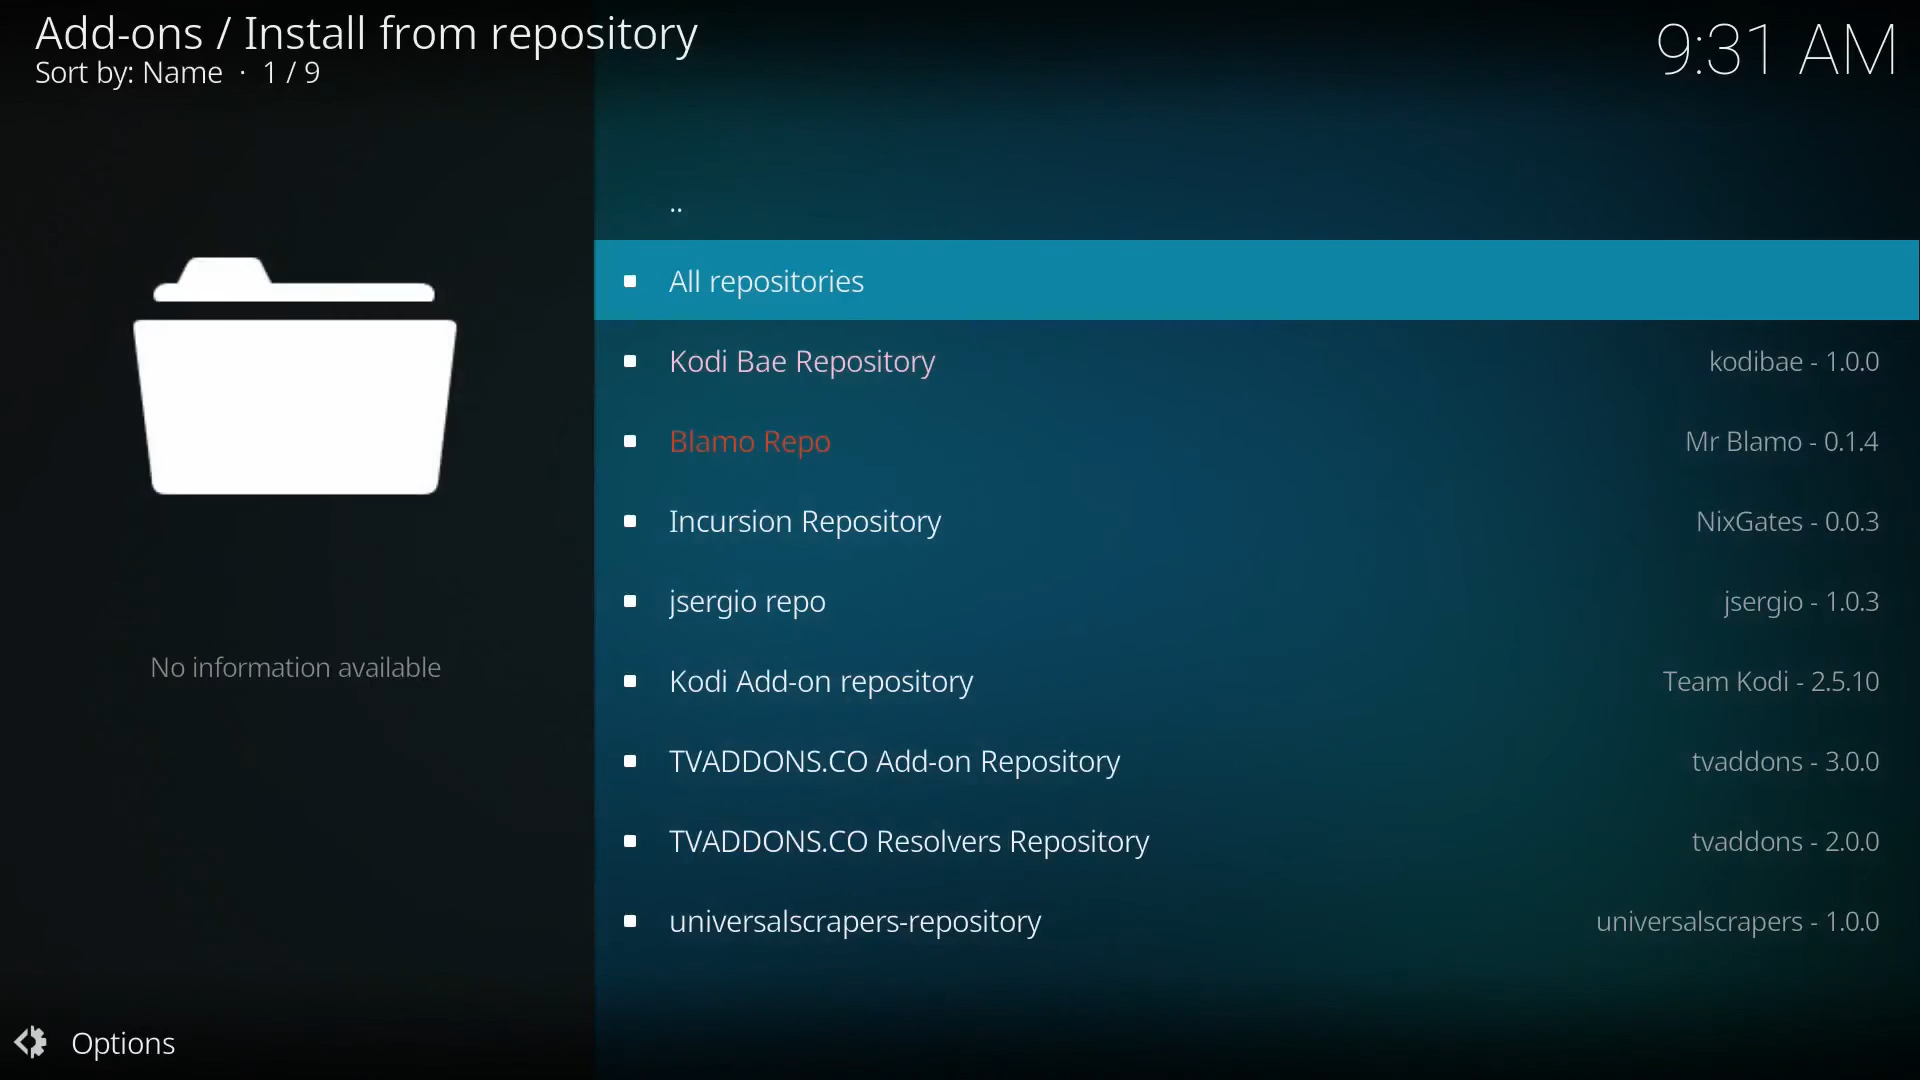 Add-ons / Install from repository
Sort by: Name · 1 / 9
9:31 AM
..
All repositories
Kodi Bae Repository kodibae - 1.0.0
Blamo Repo Mr Blamo - 0.1.4
Incursion Repository NixGates - 0.0.3
jsergio repo jsergio - 1.0.3
Kodi Add-on repository Team Kodi - 2.5.10
TVADDONS.CO Add-on Repository tvaddons - 3.0.0
TVADDONS.CO Resolvers Repository tvaddons - 2.0.0
universalscrapers-repository universalscrapers - 1.0.0
No information available
Options